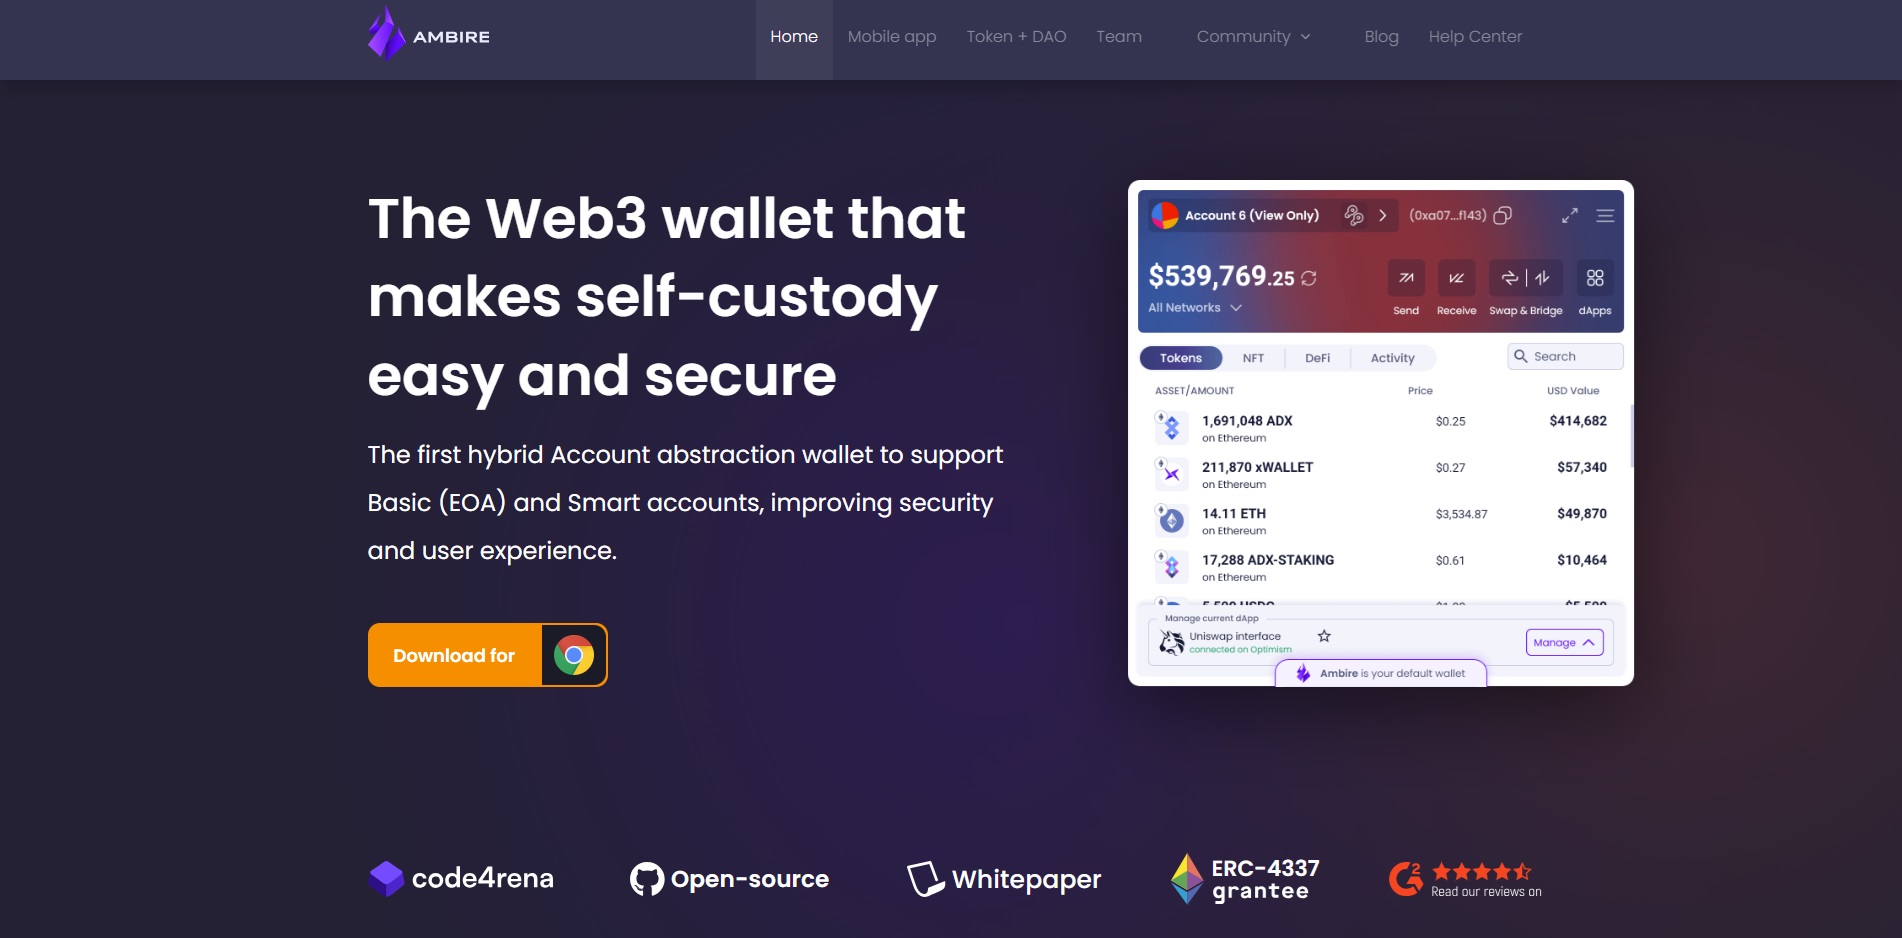 AMBIRE
Home
Mobile app
Token + DAO
Team
Community
Blog
Help Center
The Web3 wallet that
makes self-custody
easy and secure
The first hybrid Account abstraction wallet to support
Basic (EOA) and Smart accounts, improving security
and user experience.
Download for
Account 6 (View Only)
(0xa07...f143)
$539,769.25
All Networks
Send
Receive
Swap & Bridge
dApps
Tokens
NFT
DeFi
Activity
Search
ASSET/AMOUNT
Price
USD Value
1,691,048 ADX
on Ethereum
$0.25
$414,682
211,870 xWALLET
on Ethereum
$0.27
$57,340
14.11 ETH
on Ethereum
$3,534.87
$49,870
17,288 ADX-STAKING
on Ethereum
$0.61
$10,464
Manage current dApp
Uniswap interface
connected on Optimism
Manage
Ambire is your default wallet
code4rena
Open-source
Whitepaper
ERC-4337
grantee
G2
Read our reviews on